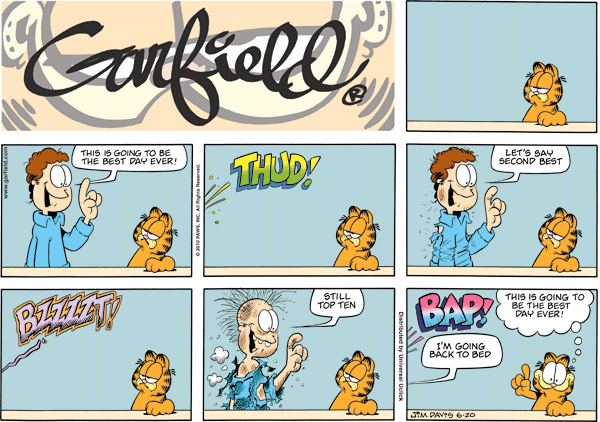 Garfield®
www.garfield.com
THIS IS GOING TO BE
THE BEST DAY EVER!
© 2010 PAWS, INC. All Rights Reserved.
THUD!
LET'S SAY
SECOND BEST
BZZZZT!
STILL
TOP TEN
Distributed by Universal Uclick
BAP!
I'M GOING
BACK TO BED
THIS IS GOING TO
BE THE BEST
DAY EVER!
JIM DAVIS 6-20